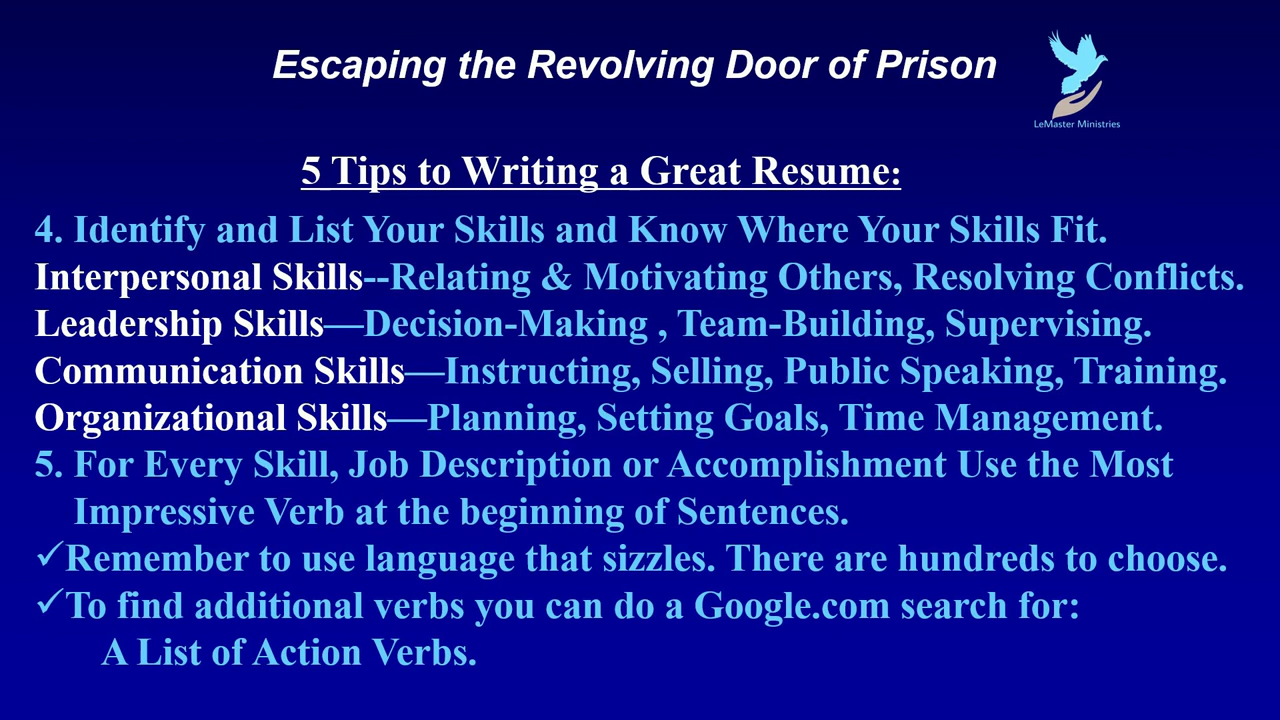 Escaping the Revolving Door of Prison
LeMaster Ministries
5 Tips to Writing a Great Resume:
4. Identify and List Your Skills and Know Where Your Skills Fit.
Interpersonal Skills--Relating & Motivating Others, Resolving Conflicts.
Leadership Skills—Decision-Making , Team-Building, Supervising.
Communication Skills—Instructing, Selling, Public Speaking, Training.
Organizational Skills—Planning, Setting Goals, Time Management.
5. For Every Skill, Job Description or Accomplishment Use the Most
Impressive Verb at the beginning of Sentences.
✓Remember to use language that sizzles. There are hundreds to choose.
✓To find additional verbs you can do a Google.com search for:
A List of Action Verbs.